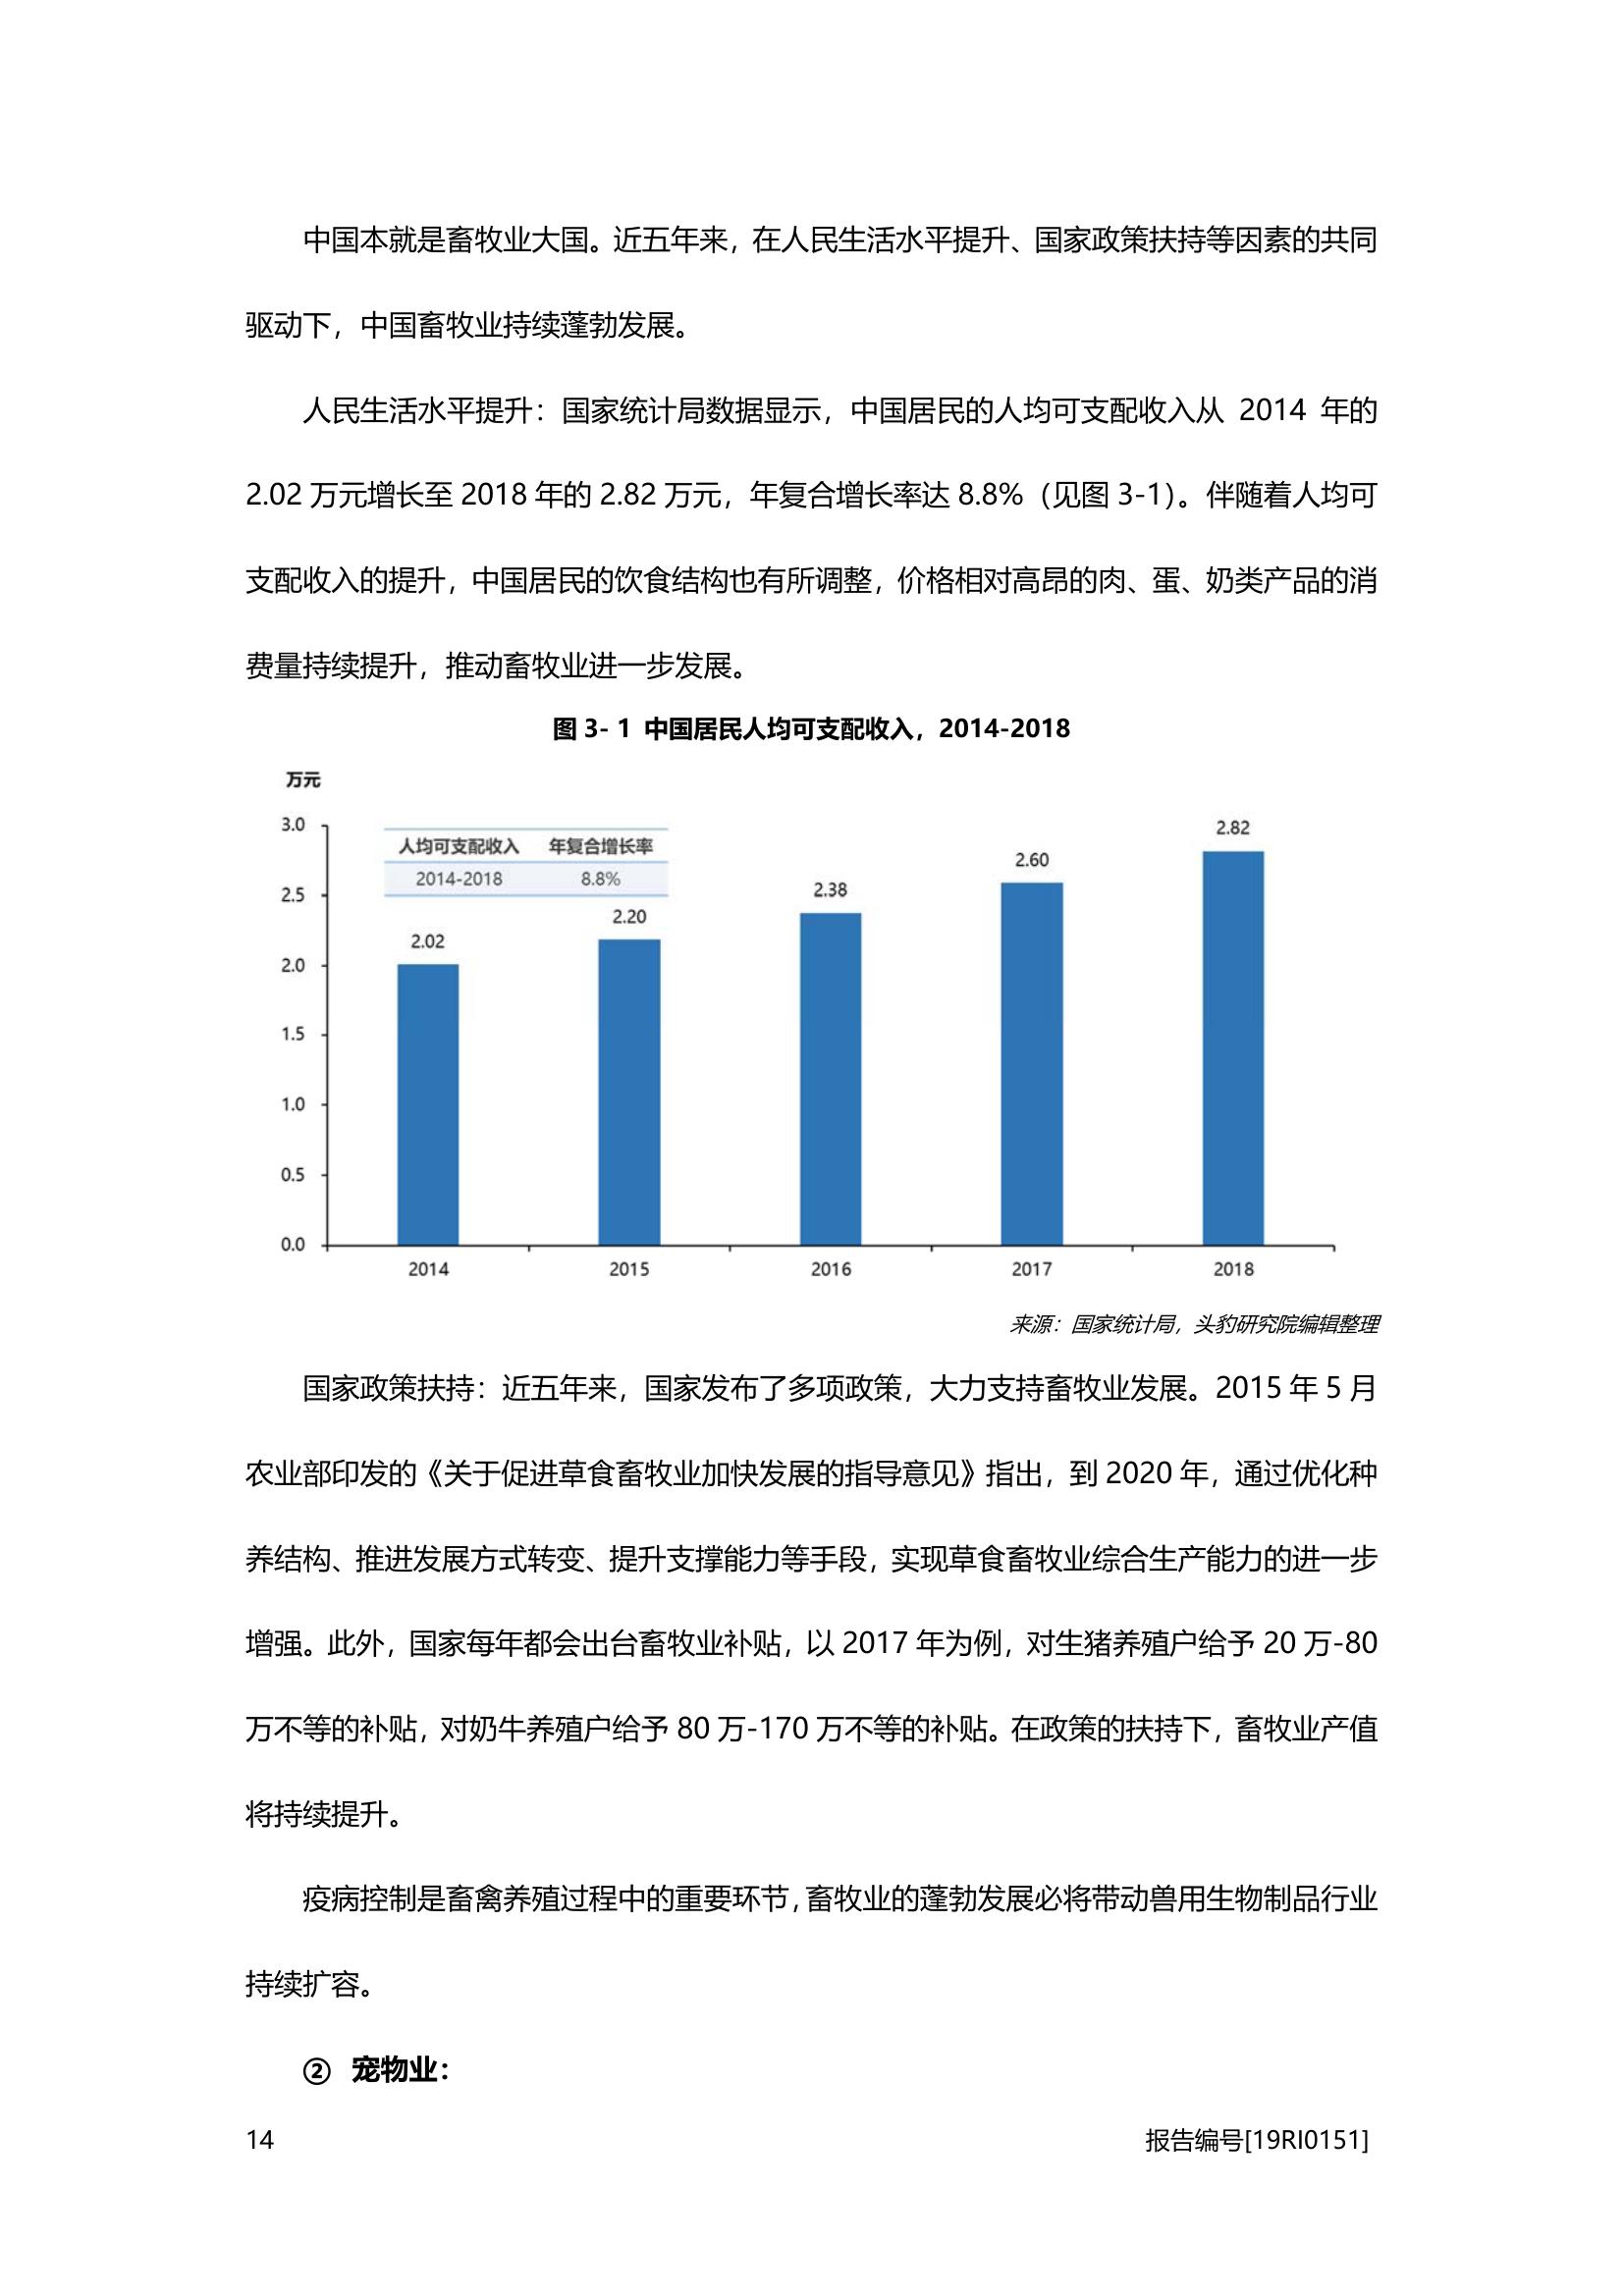 中国本就是畜牧业大国。近五年来，在人民生活水平提升、国家政策扶持等因素的共同
驱动下，中国畜牧业持续蓬勃发展。
人民生活水平提升：国家统计局数据显示，中国居民的人均可支配收入从 2014 年的
2.02 万元增长至 2018 年的 2.82 万元，年复合增长率达 8.8%（见图 3-1）。伴随着人均可
支配收入的提升，中国居民的饮食结构也有所调整，价格相对高昂的肉、蛋、奶类产品的消
费量持续提升，推动畜牧业进一步发展。
图 3- 1 中国居民人均可支配收入，2014-2018
万元
3.0
2.5
2.0
1.5
1.0
0.5
0.0
人均可支配收入 年复合增长率
2014-2018 8.8%
2.02
2.20
2.38
2.60
2.82
2014 2015 2016 2017 2018
来源：国家统计局，头豹研究院编辑整理
国家政策扶持：近五年来，国家发布了多项政策，大力支持畜牧业发展。2015 年 5 月
农业部印发的《关于促进草食畜牧业加快发展的指导意见》指出，到 2020 年，通过优化种
养结构、推进发展方式转变、提升支撑能力等手段，实现草食畜牧业综合生产能力的进一步
增强。此外，国家每年都会出台畜牧业补贴，以 2017 年为例，对生猪养殖户给予 20 万-80
万不等的补贴，对奶牛养殖户给予 80 万-170 万不等的补贴。在政策的扶持下，畜牧业产值
将持续提升。
疫病控制是畜禽养殖过程中的重要环节，畜牧业的蓬勃发展必将带动兽用生物制品行业
持续扩容。
② 宠物业：
14 报告编号[19RI0151]